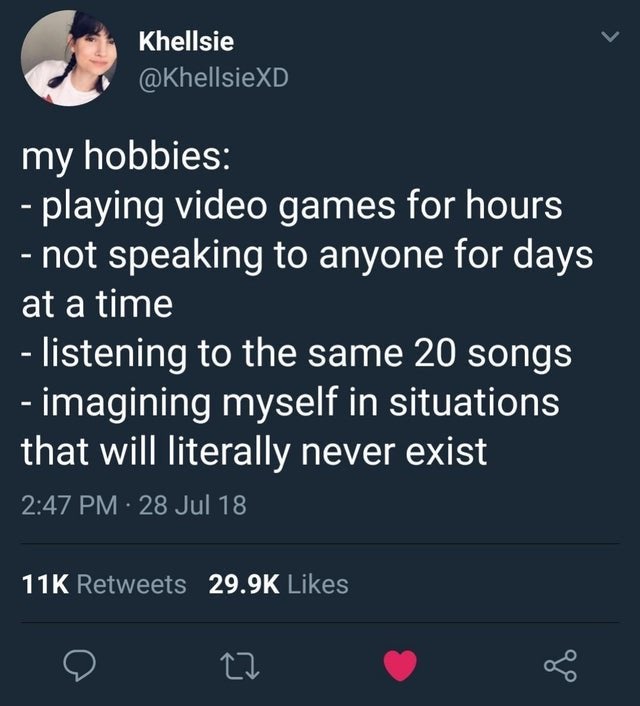 Khellsie
@KhellsieXD
my hobbies:
- playing video games for hours
- not speaking to anyone for days
at a time
- listening to the same 20 songs
- imagining myself in situations
that will literally never exist
2:47 PM · 28 Jul 18
11K Retweets 29.9K Likes